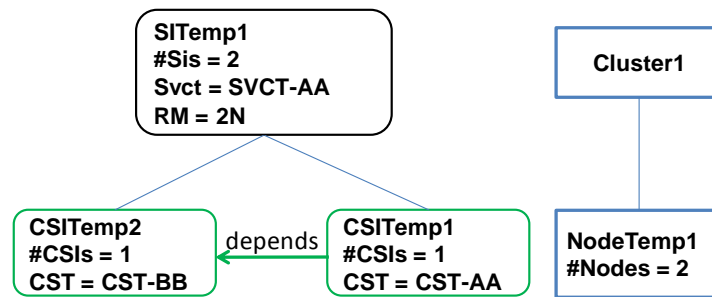 SITemp1
#Sis = 2
Svct = SVCT-AA
RM = 2N
Cluster1
CSITemp2
#CSIs = 1
CST = CST-BB
depends
CSITemp1
#CSIs = 1
CST = CST-AA
NodeTemp1
#Nodes = 2